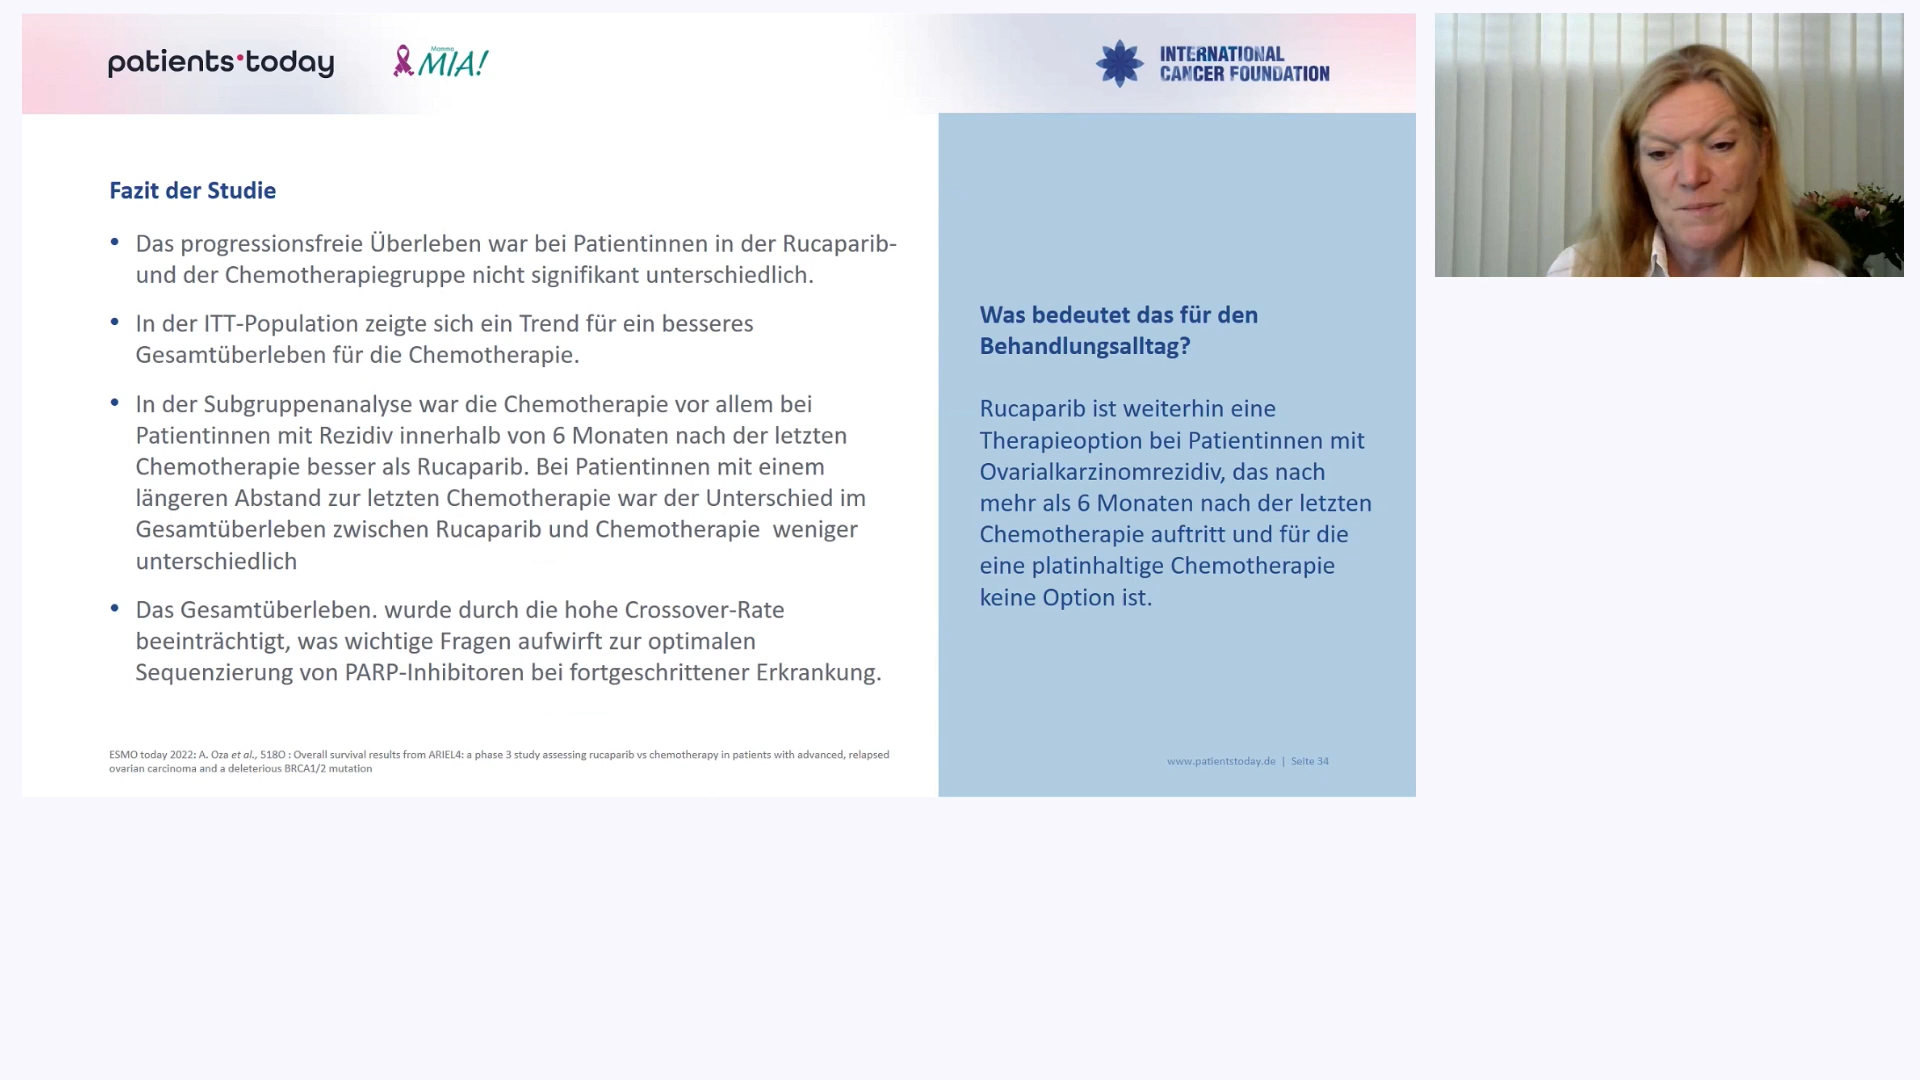 patients·today
Mamma
MIA!
INTERNATIONAL
CANCER FOUNDATION
Fazit der Studie
• Das progressionsfreie Überleben war bei Patientinnen in der Rucaparib-
und der Chemotherapiegruppe nicht signifikant unterschiedlich.
• In der ITT-Population zeigte sich ein Trend für ein besseres
Gesamtüberleben für die Chemotherapie.
• In der Subgruppenanalyse war die Chemotherapie vor allem bei
Patientinnen mit Rezidiv innerhalb von 6 Monaten nach der letzten
Chemotherapie besser als Rucaparib. Bei Patientinnen mit einem
längeren Abstand zur letzten Chemotherapie war der Unterschied im
Gesamtüberleben zwischen Rucaparib und Chemotherapie weniger
unterschiedlich
• Das Gesamtüberleben. wurde durch die hohe Crossover-Rate
beeinträchtigt, was wichtige Fragen aufwirft zur optimalen
Sequenzierung von PARP-Inhibitoren bei fortgeschrittener Erkrankung.
ESMO today 2022: A. Oza et al., 518O : Overall survival results from ARIEL4: a phase 3 study assessing rucaparib vs chemotherapy in patients with advanced, relapsed
ovarian carcinoma and a deleterious BRCA1/2 mutation
Was bedeutet das für den
Behandlungsalltag?
Rucaparib ist weiterhin eine
Therapieoption bei Patientinnen mit
Ovarialkarzinomrezidiv, das nach
mehr als 6 Monaten nach der letzten
Chemotherapie auftritt und für die
eine platinhaltige Chemotherapie
keine Option ist.
www.patientstoday.de | Seite 34